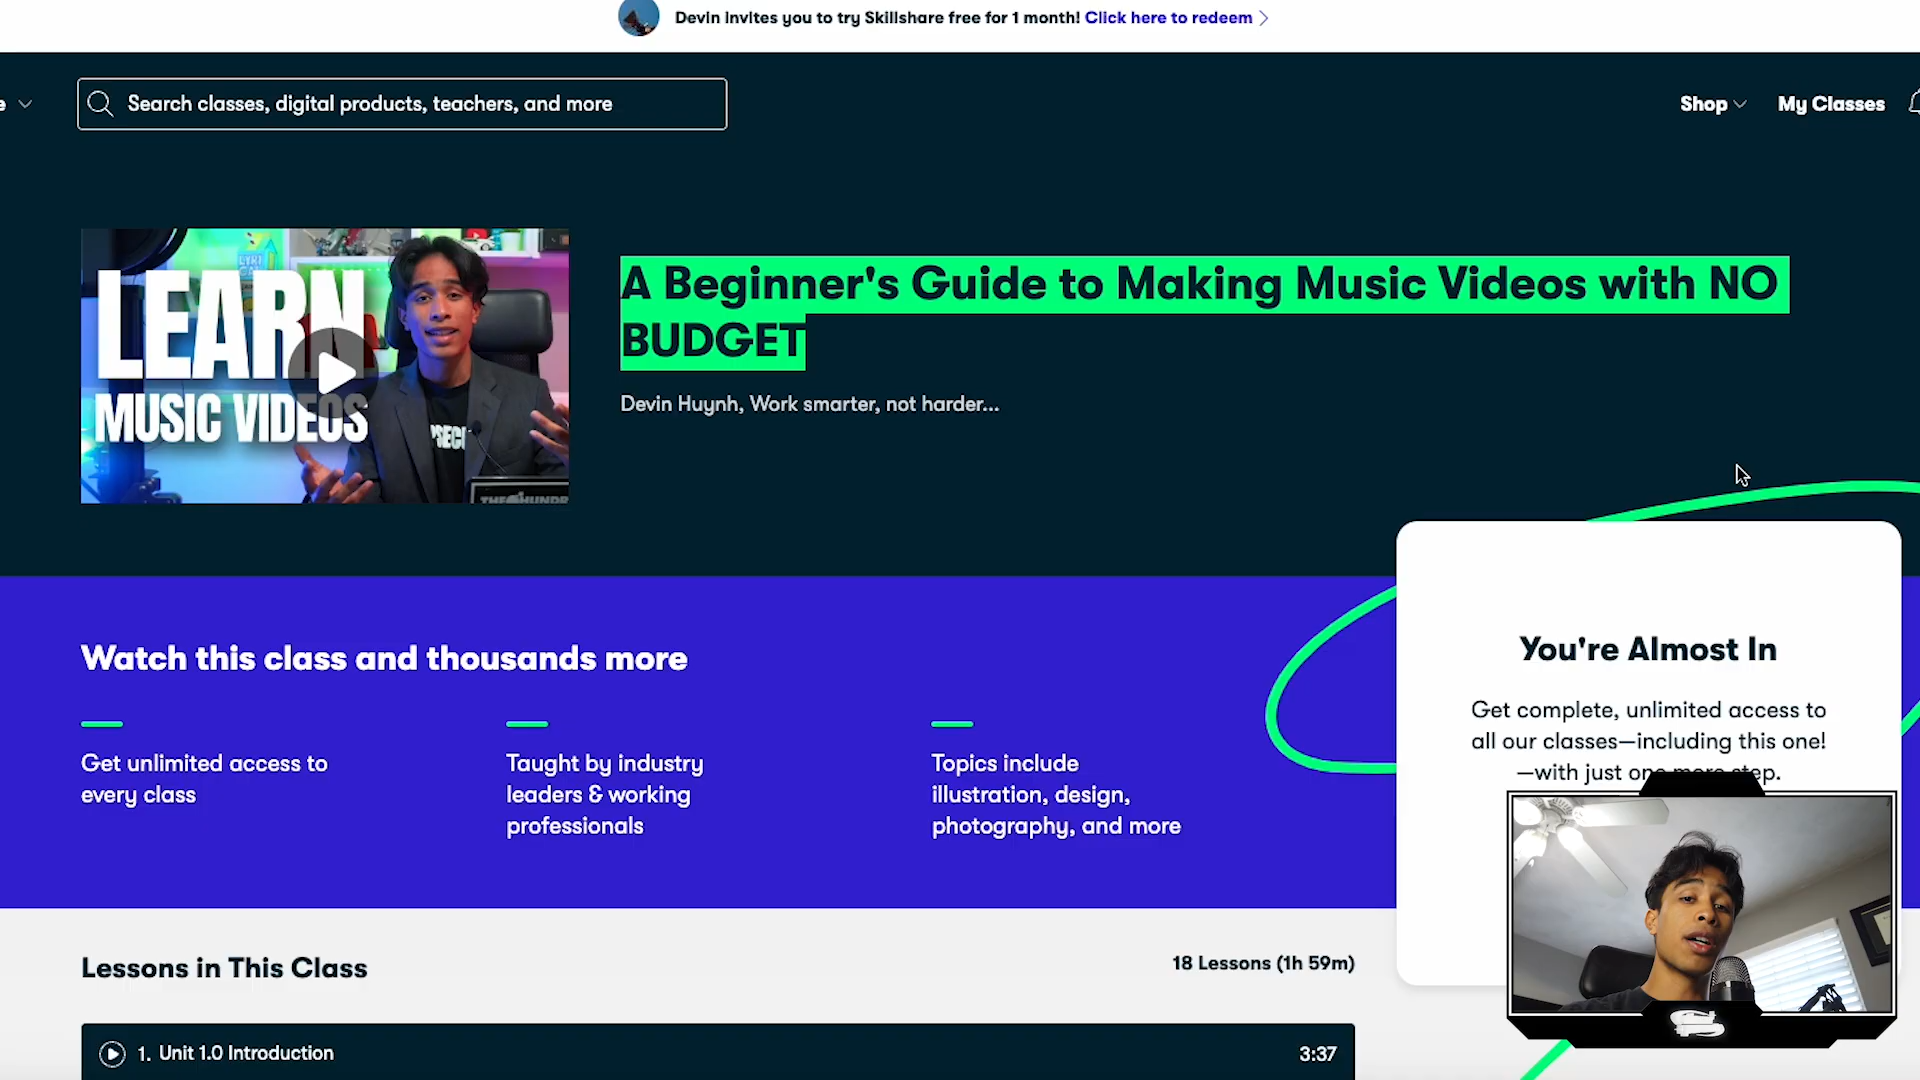 Devin invites you to try Skillshare free for 1 month! Click here to redeem
e
Search classes, digital products, teachers, and more
Shop
My Classes
LEARN
MUSIC VIDEOS
A Beginner's Guide to Making Music Videos with NO
BUDGET
Devin Huynh, Work smarter, not harder...
Watch this class and thousands more
Get unlimited access to
every class
Taught by industry
leaders & working
professionals
Topics include
illustration, design,
photography, and more
You're Almost In
Get complete, unlimited access to
all our classes—including this one!
—with just one more step.
Lessons in This Class
18 Lessons (1h 59m)
1. Unit 1.0 Introduction
3:37